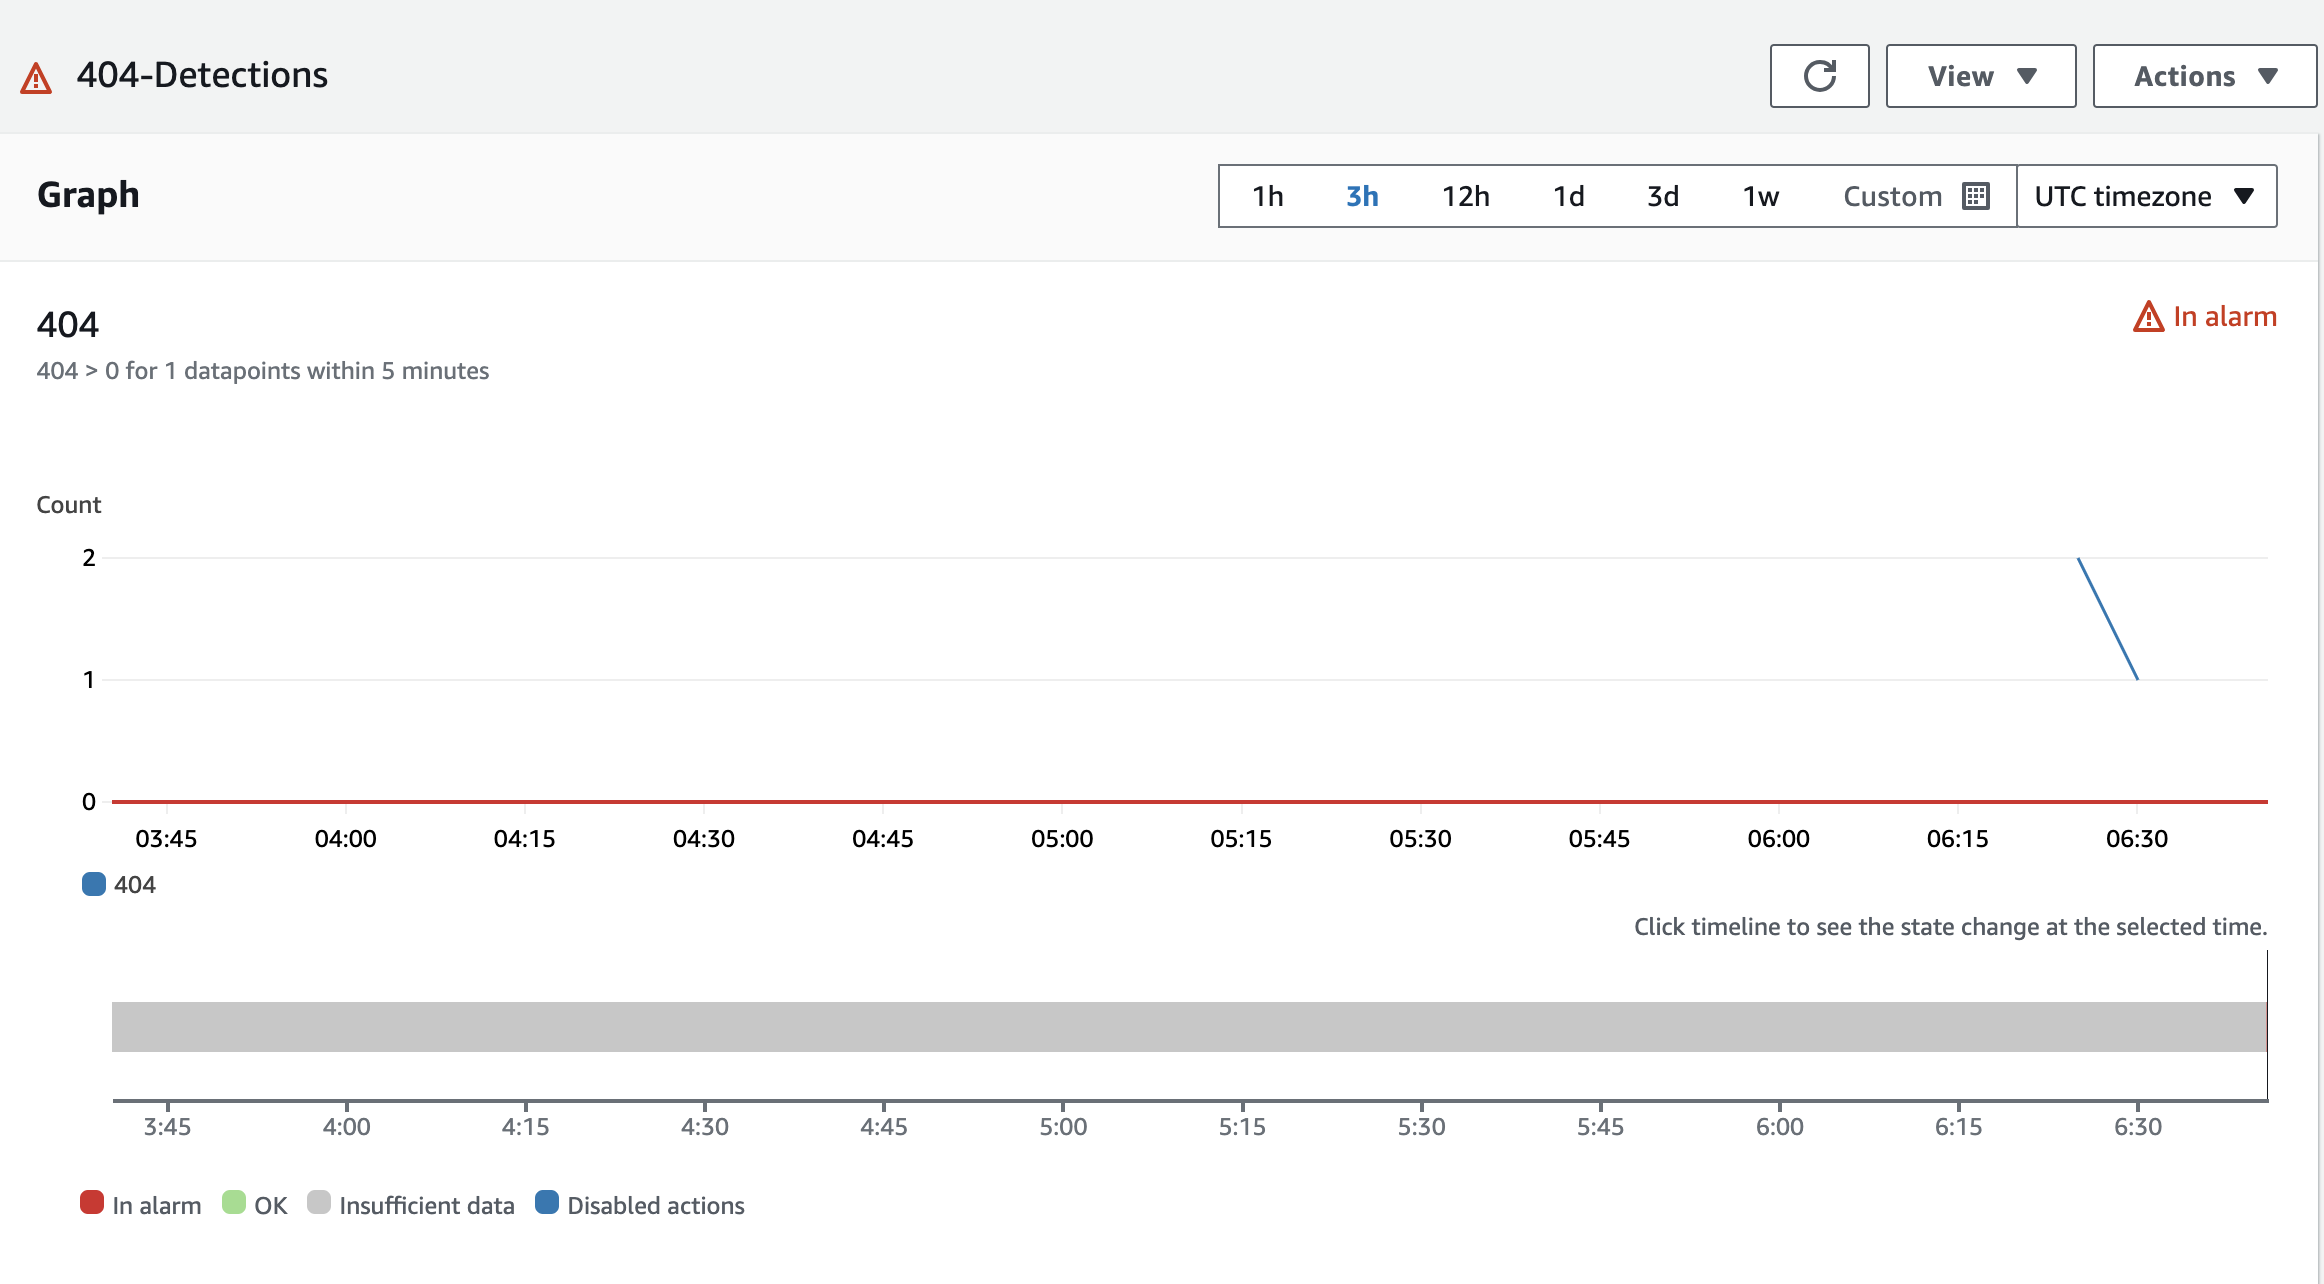 404-Detections
View
Actions
Graph
1h 3h 12h 1d 3d 1w Custom UTC timezone
404
In alarm
404 > 0 for 1 datapoints within 5 minutes
Count
2
1
0
03:45 04:00 04:15 04:30 04:45 05:00 05:15 05:30 05:45 06:00 06:15 06:30
404
Click timeline to see the state change at the selected time.
3:45 4:00 4:15 4:30 4:45 5:00 5:15 5:30 5:45 6:00 6:15 6:30
In alarm OK Insufficient data Disabled actions